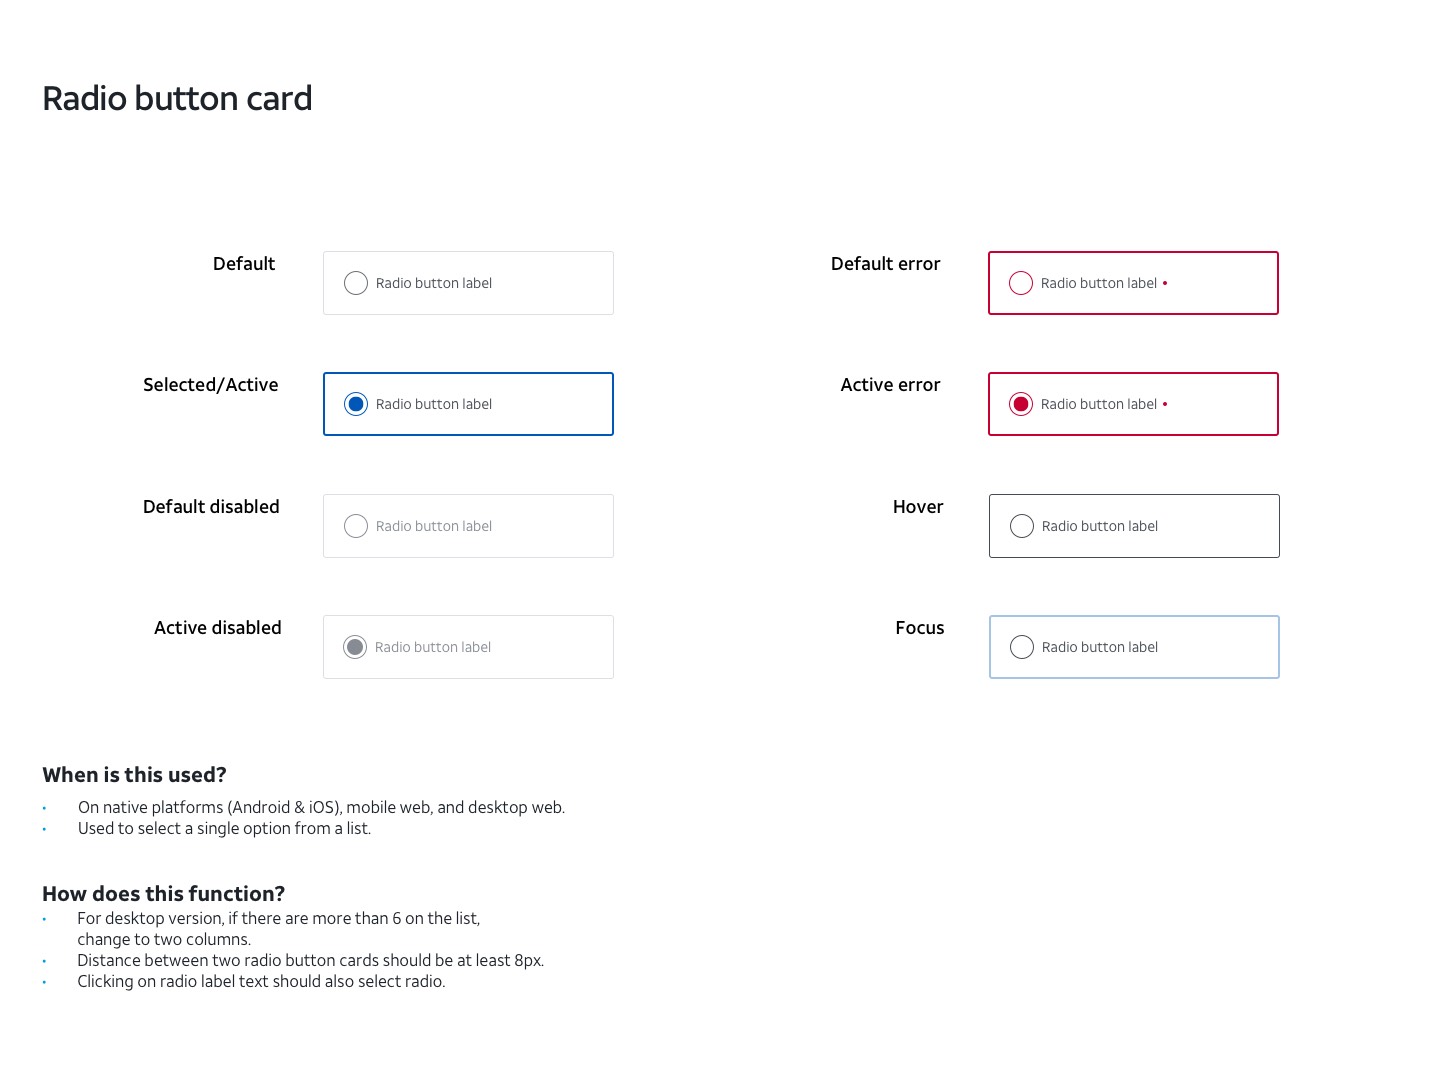 Radio button card
Default
Radio button label
Default error
Radio button label •
Selected/Active
Radio button label
Active error
Radio button label •
Default disabled
Radio button label
Hover
Radio button label
Active disabled
Radio button label
Focus
Radio button label
When is this used?
• On native platforms (Android & iOS), mobile web, and desktop web.
• Used to select a single option from a list.
How does this function?
• For desktop version, if there are more than 6 on the list,
change to two columns.
• Distance between two radio button cards should be at least 8px.
• Clicking on radio label text should also select radio.